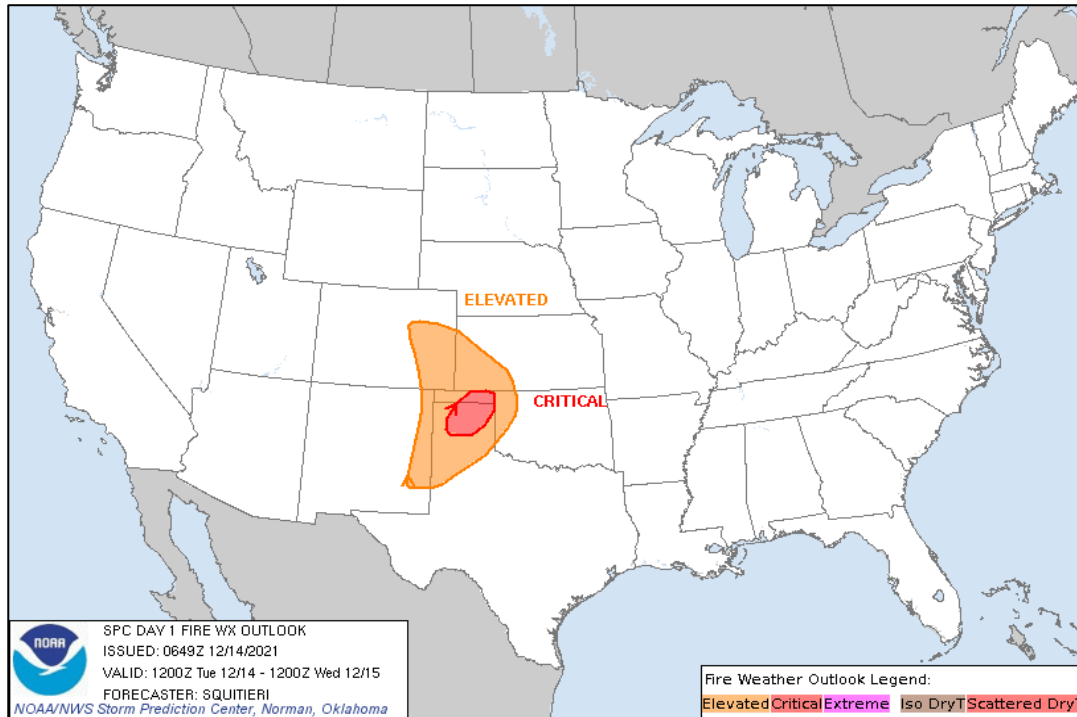 ELEVATED
CRITICAL
NOAA
SPC DAY 1 FIRE WX OUTLOOK
ISSUED: 0649Z 12/14/2021
VALID: 1200Z Tue 12/14 - 1200Z Wed 12/15
FORECASTER: SQUITIERI
NOAA/NWS Storm Prediction Center, Norman, Oklahoma
Fire Weather Outlook Legend:
Elevated Critical Extreme Iso DryT Scattered DryT